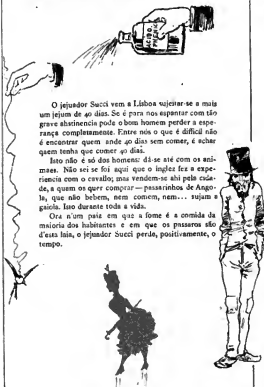 ACIDO
PHENICO
O jejuador Succi vem a Lisboa sujeitar-se a mais
um jejum de 40 dias. Se é para nos espantar com tão
grave abstinencia pode o bom homem perder a espe-
rança completamente. Entre nós o que é difficil não
é encontrar quem ande 40 dias sem comer, é achar
quem tenha que comer 40 dias.
Isto não é só dos homens: dá-se até com os ani-
maes. Não sei se foi aqui que o inglez fez a expe-
riencia com o cavallo; mas vendem-se ahi pela cida-
de, a quem os quer comprar — passarinhos de Ango-
la, que não bebem, nem comem, nem... sujam a
gaiola. Isto durante toda a vida.
Ora n'um paiz em que a fome é a comida da
maioria dos habitantes e em que os passaros são
d'esta laia, o jejuador Succi perde, positivamente, o
tempo.